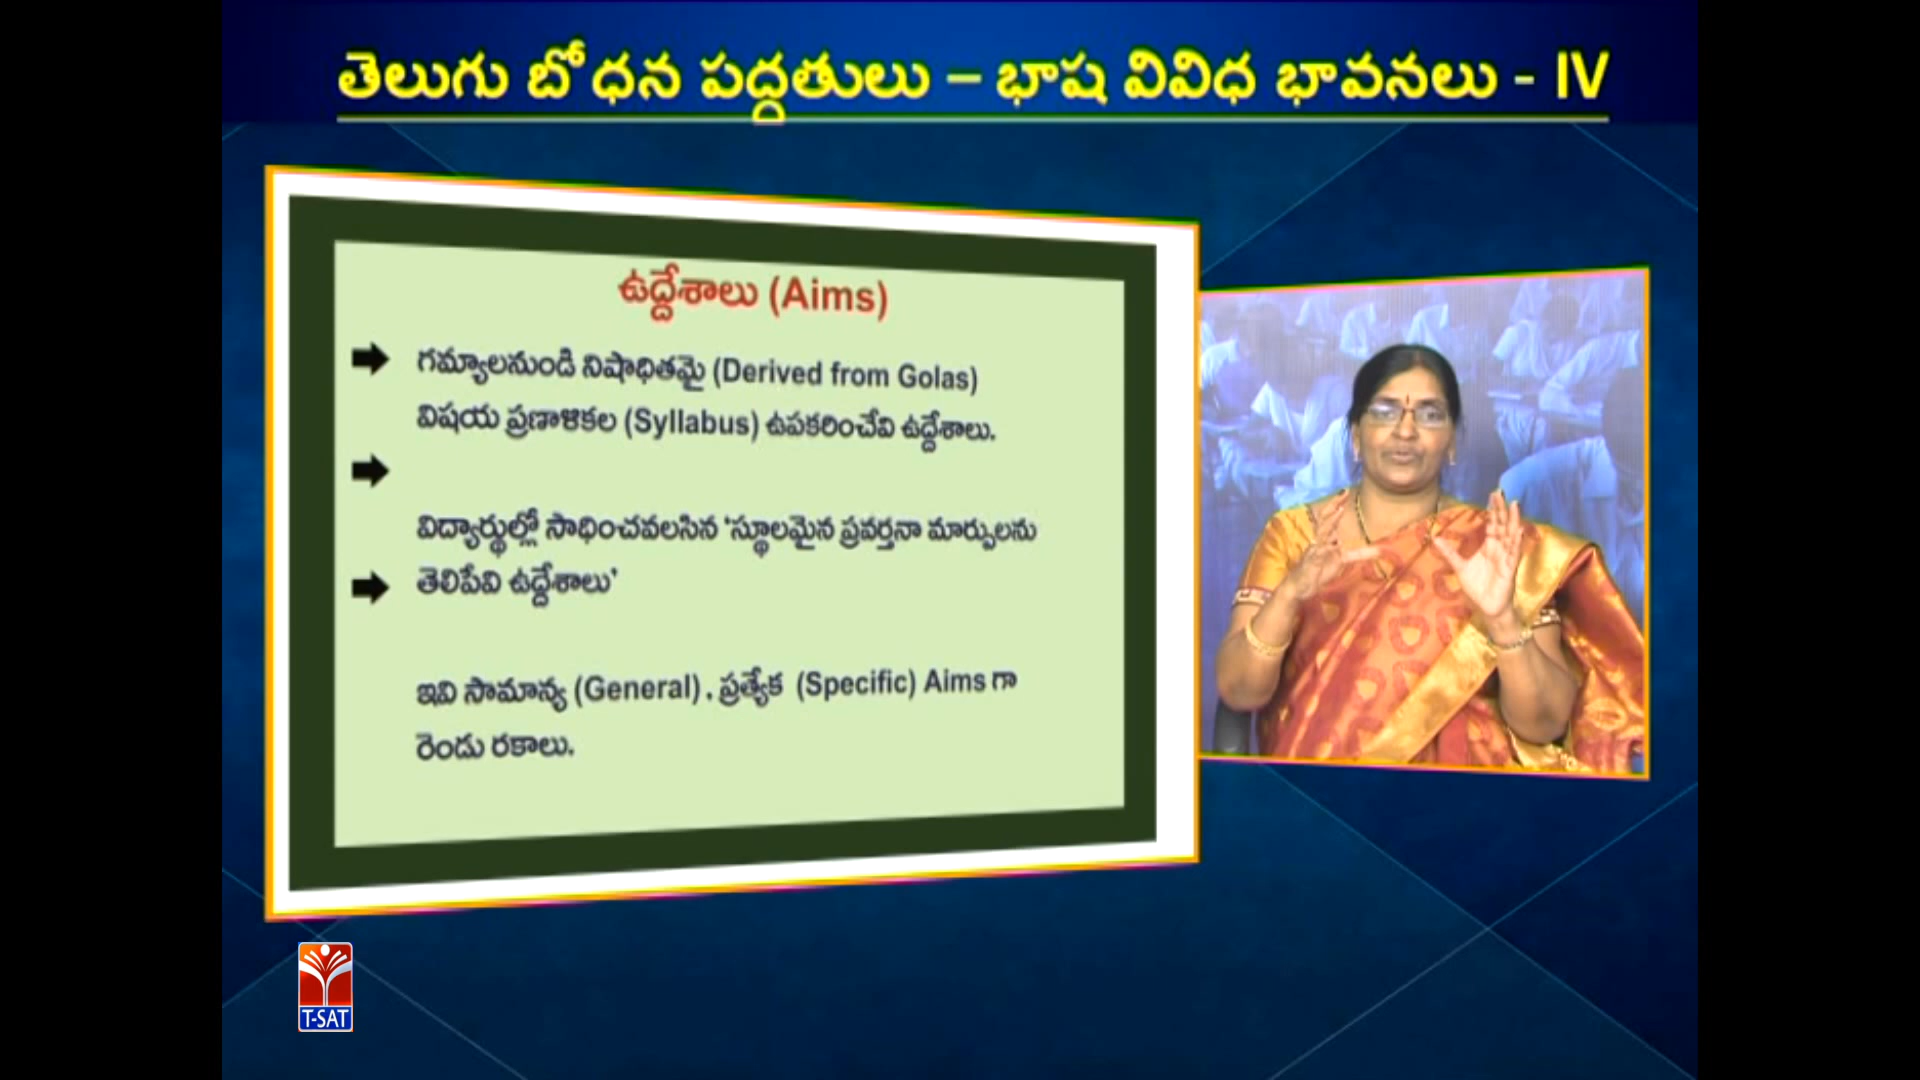 తెలుగు బోధన పద్ధతులు – భాష వివిధ భావనలు - IV
ఉద్దేశాలు (Aims)
గమ్యాలనుండి నిషాధితమై (Derived from Golas)
విషయ ప్రణాళికల (Syllabus) ఉపకరించేవి ఉద్దేశాలు.
విద్యార్థుల్లో సాధించవలసిన ‘స్థూలమైన ప్రవర్తనా మార్పులను
తెలిపేవి ఉద్దేశాలు’
ఇవి సామాన్య (General) , ప్రత్యేక (Specific) Aims గా
రెండు రకాలు.
T-SAT